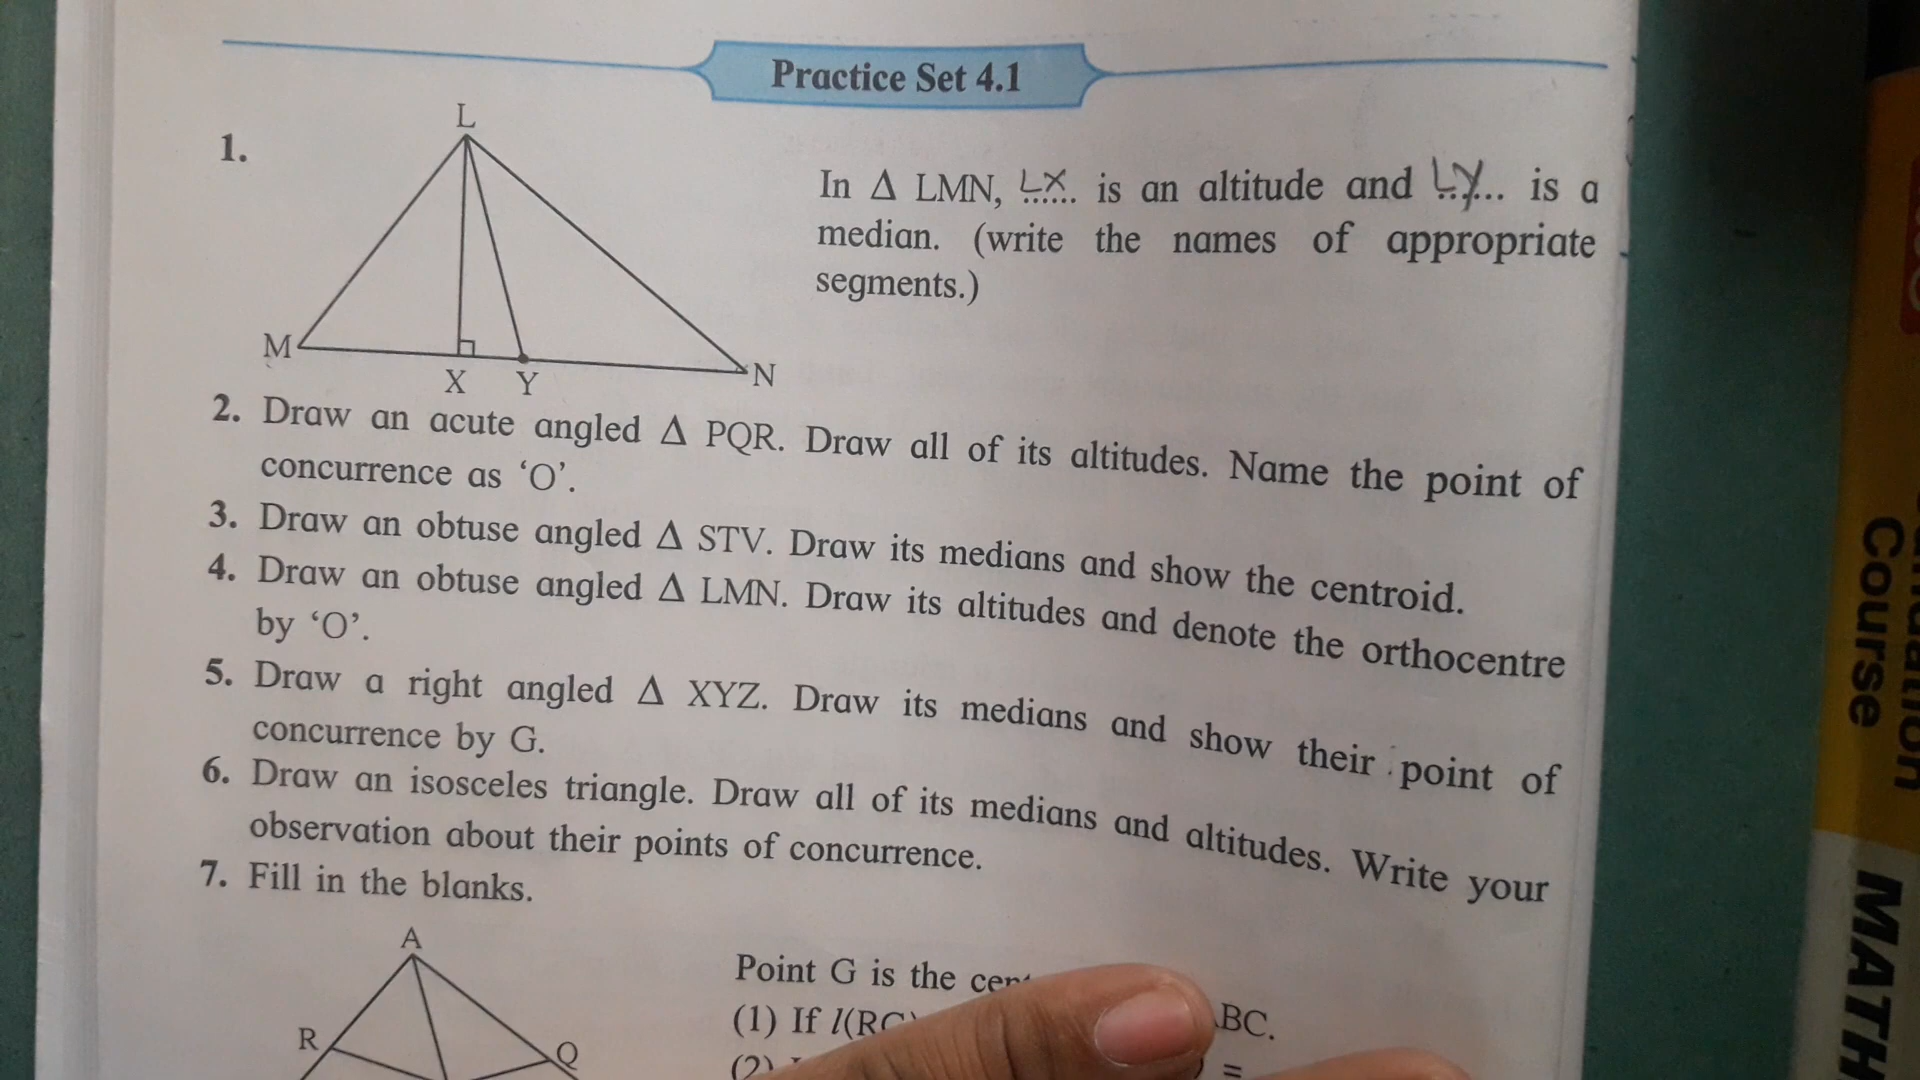 Practice Set 4.1
1.
L
M
X
Y
N
In Δ LMN, LX is an altitude and LY is a
median. (write the names of appropriate
segments.)
2. Draw an acute angled Δ PQR. Draw all of its altitudes. Name the point of
concurrence as ‘O’.
3. Draw an obtuse angled Δ STV. Draw its medians and show the centroid.
4. Draw an obtuse angled Δ LMN. Draw its altitudes and denote the orthocentre
by ‘O’.
5. Draw a right angled Δ XYZ. Draw its medians and show their point of
concurrence by G.
6. Draw an isosceles triangle. Draw all of its medians and altitudes. Write your
observation about their points of concurrence.
7. Fill in the blanks.
A
R
Q
Point G is the
BC.
(1) If l(RG)
(2)
=
Course
MATH